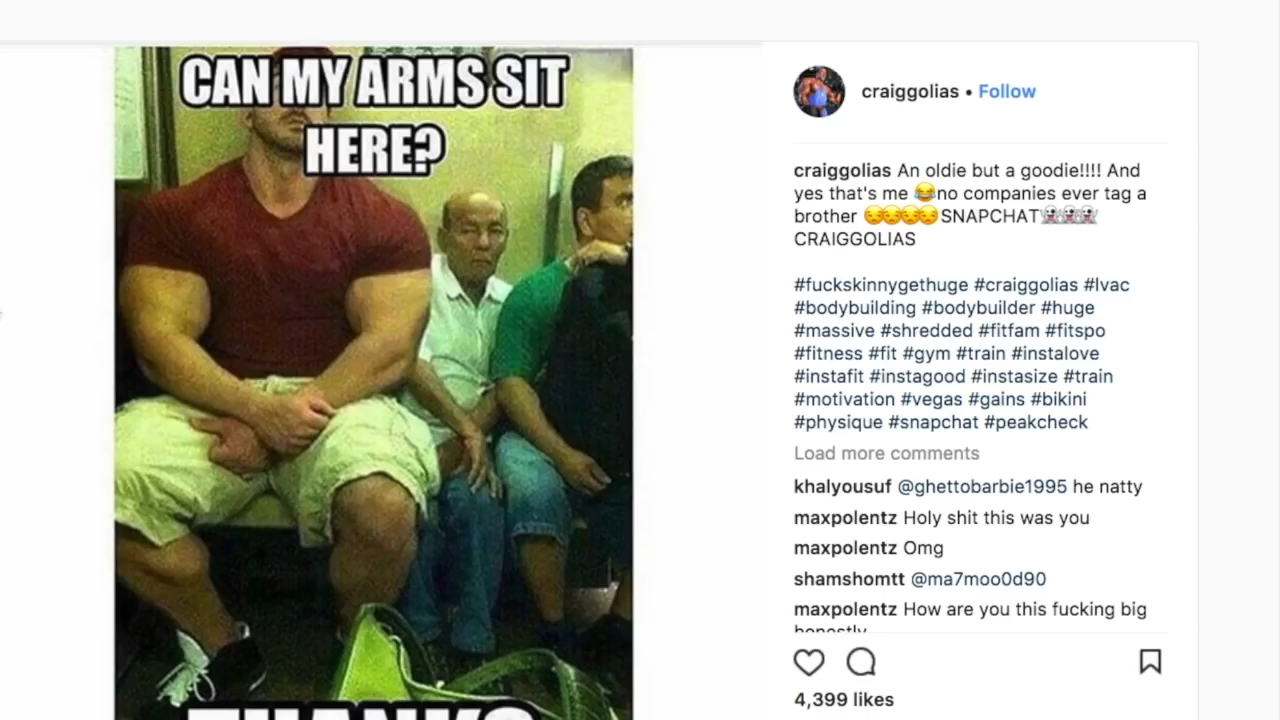 CAN MY ARMS SIT
HERE?
THANKS
craiggolias • Follow
craiggolias An oldie but a goodie!!!! And
yes that's me 😂no companies ever tag a
brother 😒😒😒😒SNAPCHAT👻👻👻
CRAIGGOLIAS
#fuckskinnygethuge #craiggolias #lvac
#bodybuilding #bodybuilder #huge
#massive #shredded #fitfam #fitspo
#fitness #fit #gym #train #instalove
#instafit #instagood #instasize #train
#motivation #vegas #gains #bikini
#physique #snapchat #peakcheck
Load more comments
khalyousuf @ghettobarbie1995 he natty
maxpolentz Holy shit this was you
maxpolentz Omg
shamshomtt @ma7moo0d90
maxpolentz How are you this fucking big
honestly
4,399 likes